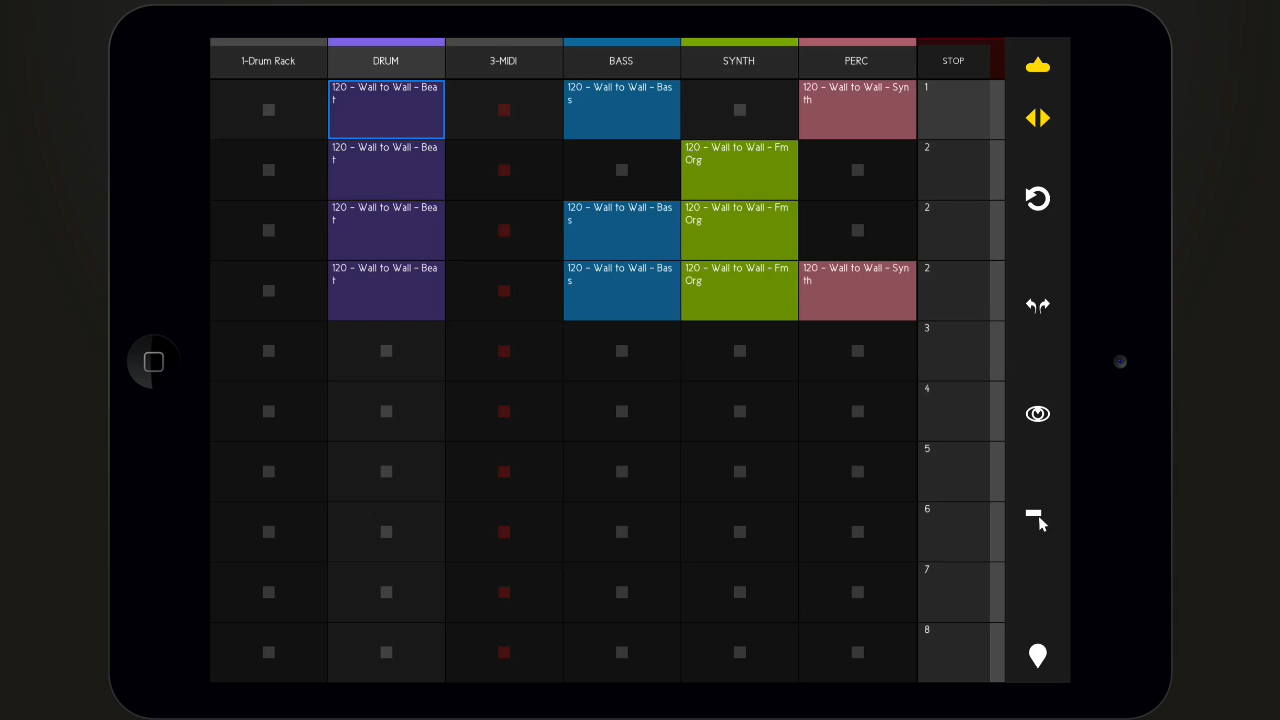 1-Drum Rack DRUM 3-MIDI BASS SYNTH PERC STOP
120 - Wall to Wall - Bea
t
120 - Wall to Wall - Bas
s
120 - Wall to Wall - Syn
th
1
120 - Wall to Wall - Bea
t
120 - Wall to Wall - Fm
Org
2
120 - Wall to Wall - Bea
t
120 - Wall to Wall - Bas
s
120 - Wall to Wall - Fm
Org
2
120 - Wall to Wall - Bea
t
120 - Wall to Wall - Bas
s
120 - Wall to Wall - Fm
Org
120 - Wall to Wall - Syn
th
2
3
4
5
6
7
8